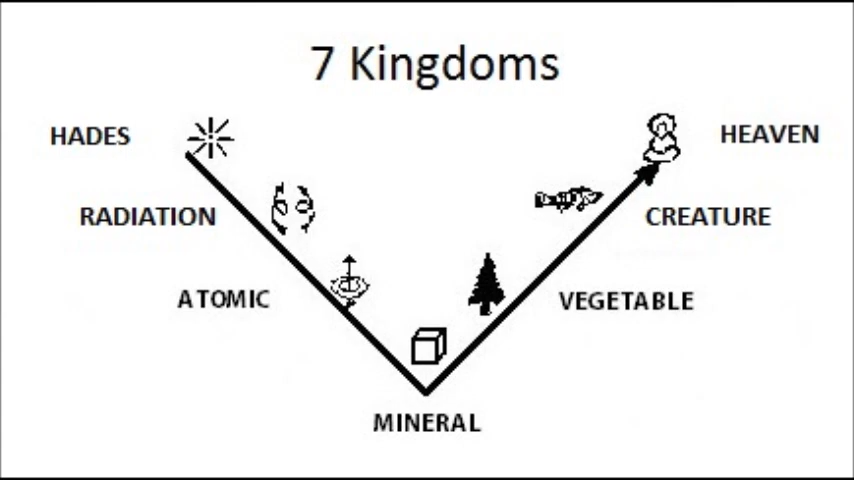 7 Kingdoms
HADES
HEAVEN
RADIATION
CREATURE
ATOMIC
VEGETABLE
MINERAL